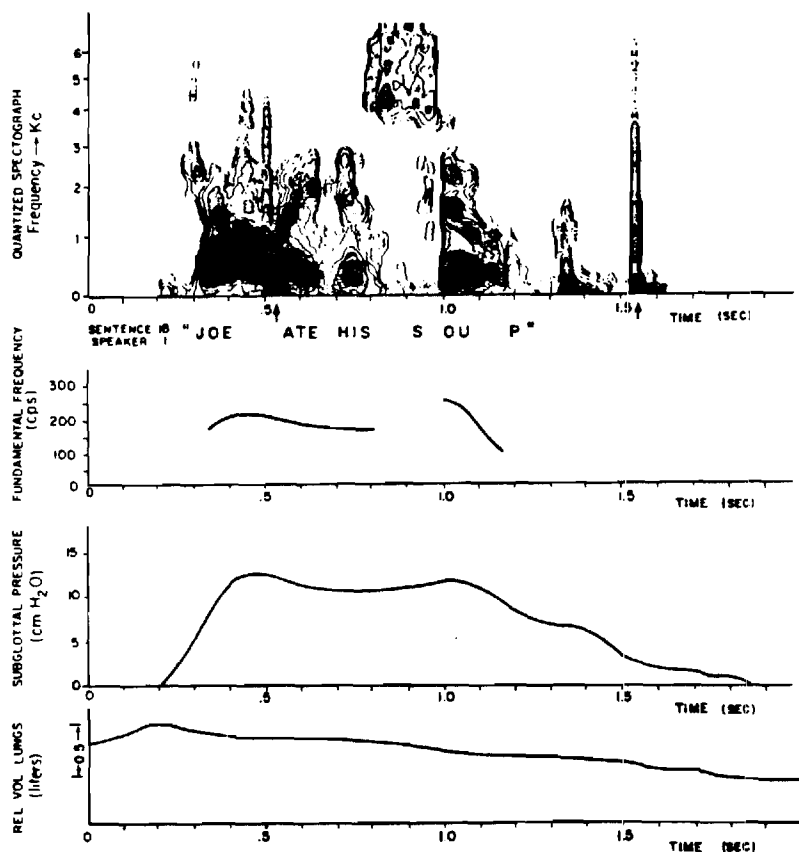 QUANTIZED SPECTOGRAPH
Frequency → Kc
6
5
4
3
2
1
0
0 .5 1.0 1.5 TIME (SEC)
SENTENCE 18 "JOE ATE HIS S OU P"
SPEAKER 1
FUNDAMENTAL FREQUENCY
(cps)
300
200
100
0
0 .5 1.0 1.5 TIME (SEC)
SUBGLOTTAL PRESSURE
(cm H2O)
15
10
5
0
0 .5 1.0 1.5 TIME (SEC)
REL VOL LUNGS
(liters)
0.5
0 .5 1.0 1.5 TIME (SEC)